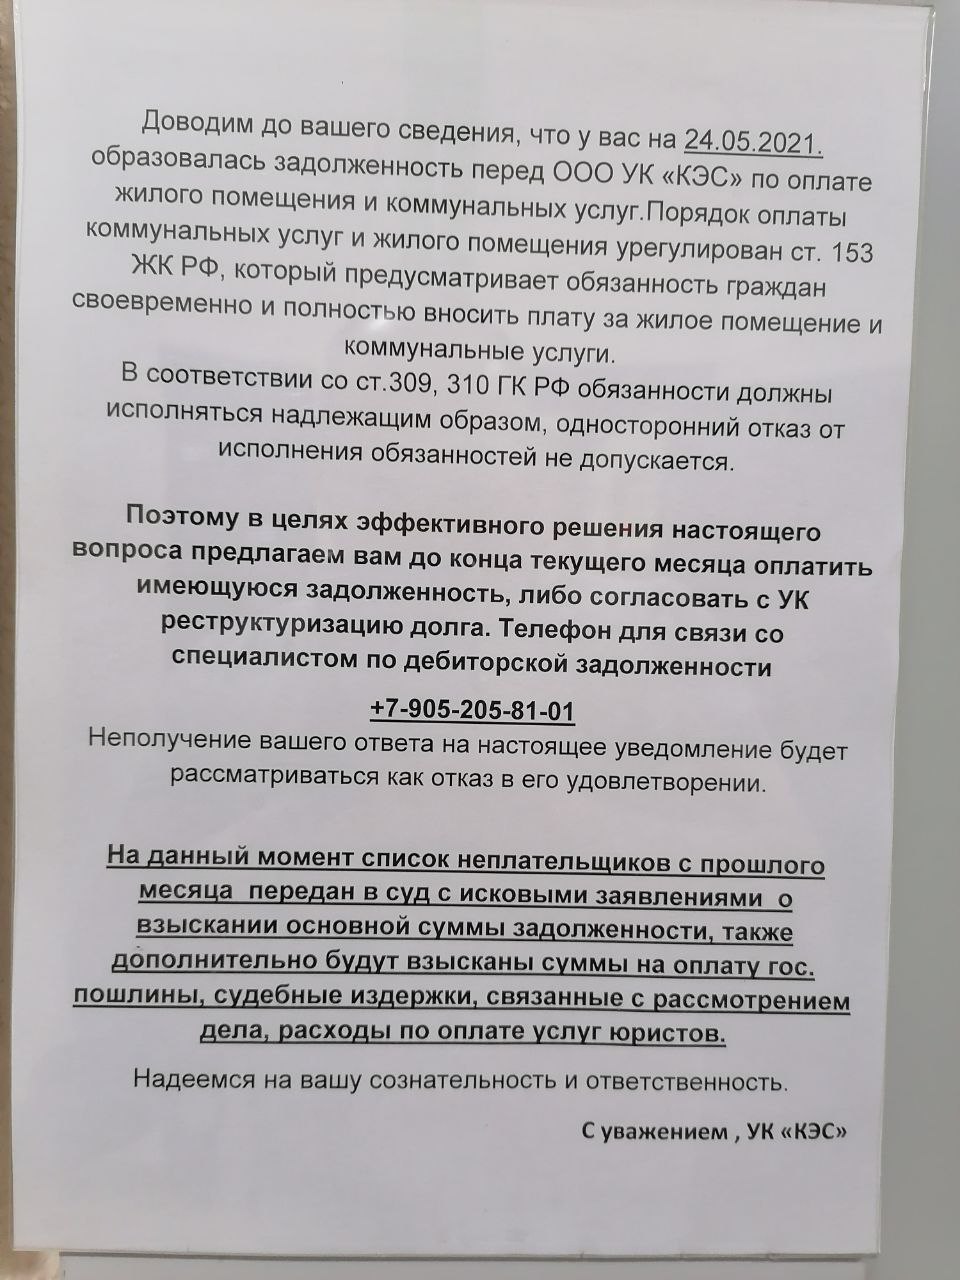 Доводим до вашего сведения, что у вас на 24.05.2021.
образовалась задолженность перед ООО УК «КЭС» по оплате
жилого помещения и коммунальных услуг.Порядок оплаты
коммунальных услуг и жилого помещения урегулирован ст. 153
ЖК РФ, который предусматривает обязанность граждан
своевременно и полностью вносить плату за жилое помещение и
коммунальные услуги.
В соответствии со ст.309, 310 ГК РФ обязанности должны
исполняться надлежащим образом, односторонний отказ от
исполнения обязанностей не допускается.
Поэтому в целях эффективного решения настоящего
вопроса предлагаем вам до конца текущего месяца оплатить
имеющуюся задолженность, либо согласовать с УК
реструктуризацию долга. Телефон для связи со
специалистом по дебиторской задолженности
+7-905-205-81-01
Неполучение вашего ответа на настоящее уведомление будет
рассматриваться как отказ в его удовлетворении.
На данный момент список неплательщиков с прошлого
месяца передан в суд с исковыми заявлениями о
взыскании основной суммы задолженности, также
дополнительно будут взысканы суммы на оплату гос.
пошлины, судебные издержки, связанные с рассмотрением
дела, расходы по оплате услуг юристов.
Надеемся на вашу сознательность и ответственность.
С уважением , УК «КЭС»